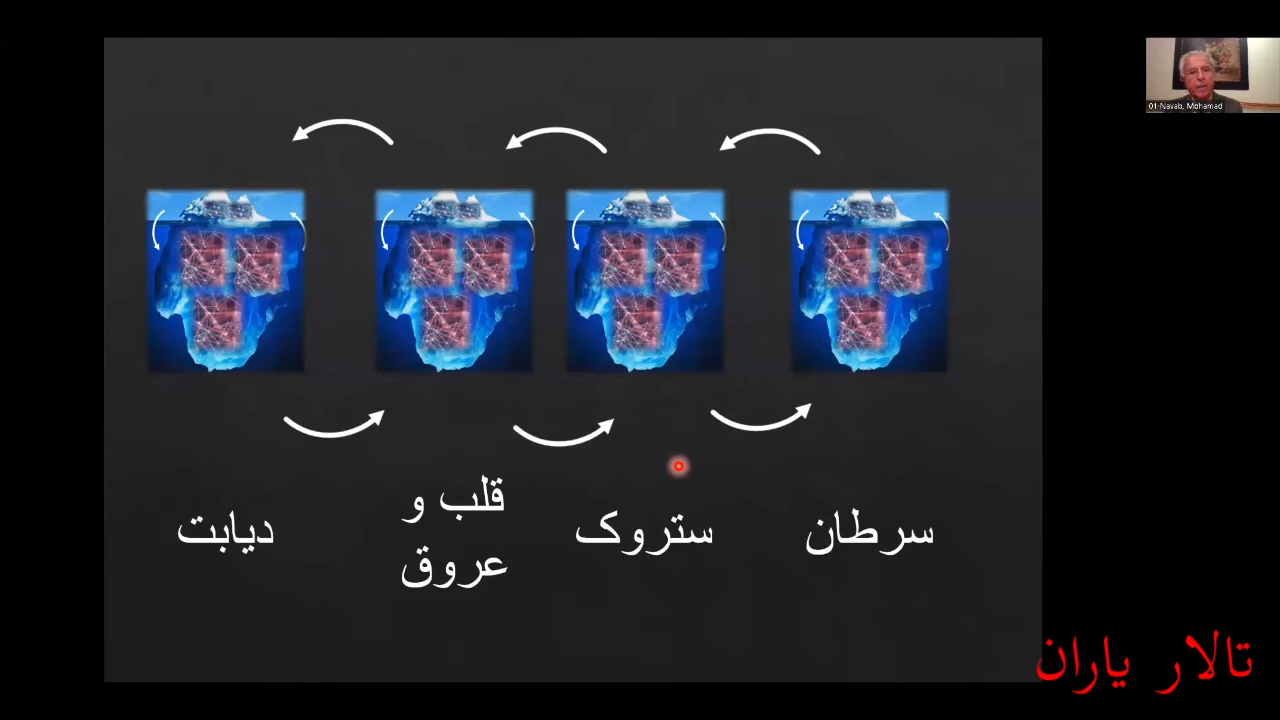 01-Navab, Mohamad
سرطان
ستروک
قلب و
عروق
دیابت
تالار یاران